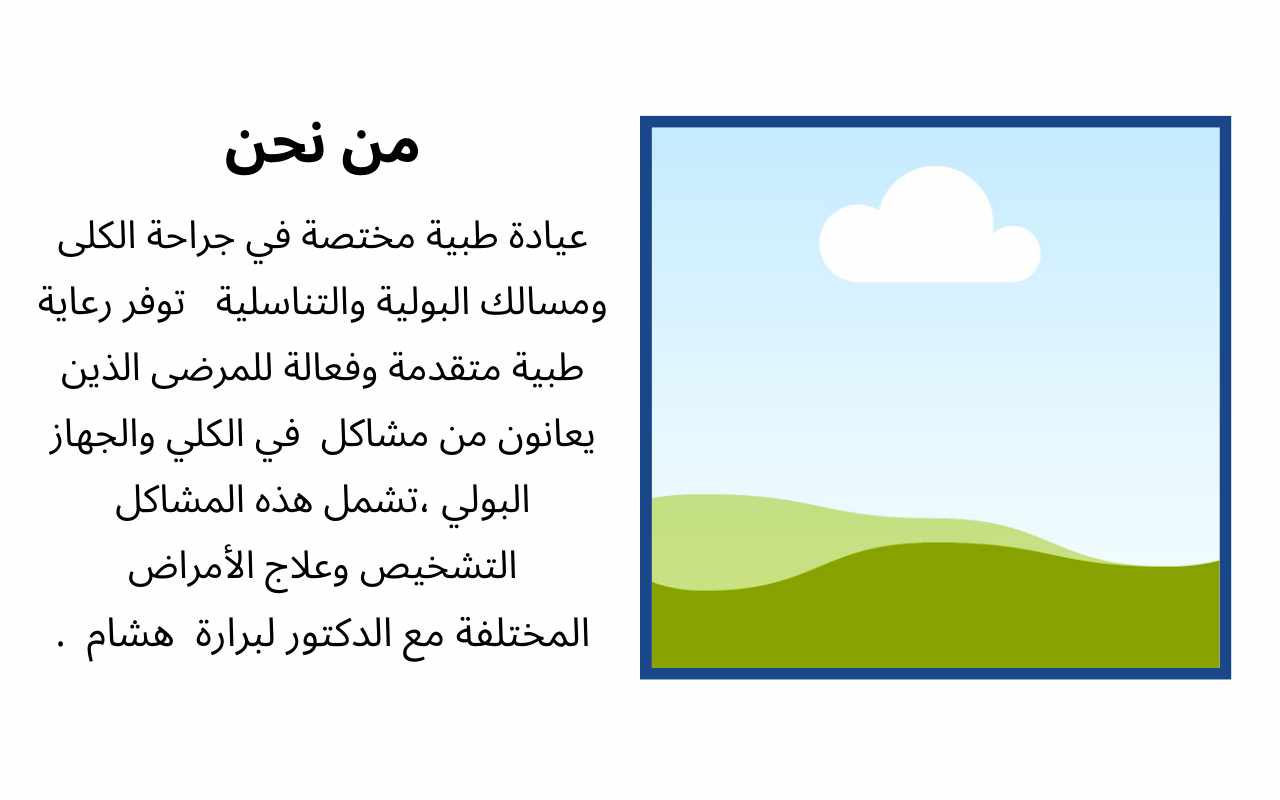 من نحن
عيادة طبية مختصة في جراحة الكلى
ومسالك البولية والتناسلية   توفر رعاية
طبية متقدمة وفعالة للمرضى الذين
يعانون من مشاكل  في الكلي والجهاز
البولي ،تشمل هذه المشاكل
التشخيص وعلاج الأمراض
المختلفة مع الدكتور لبرارة  هشام  .